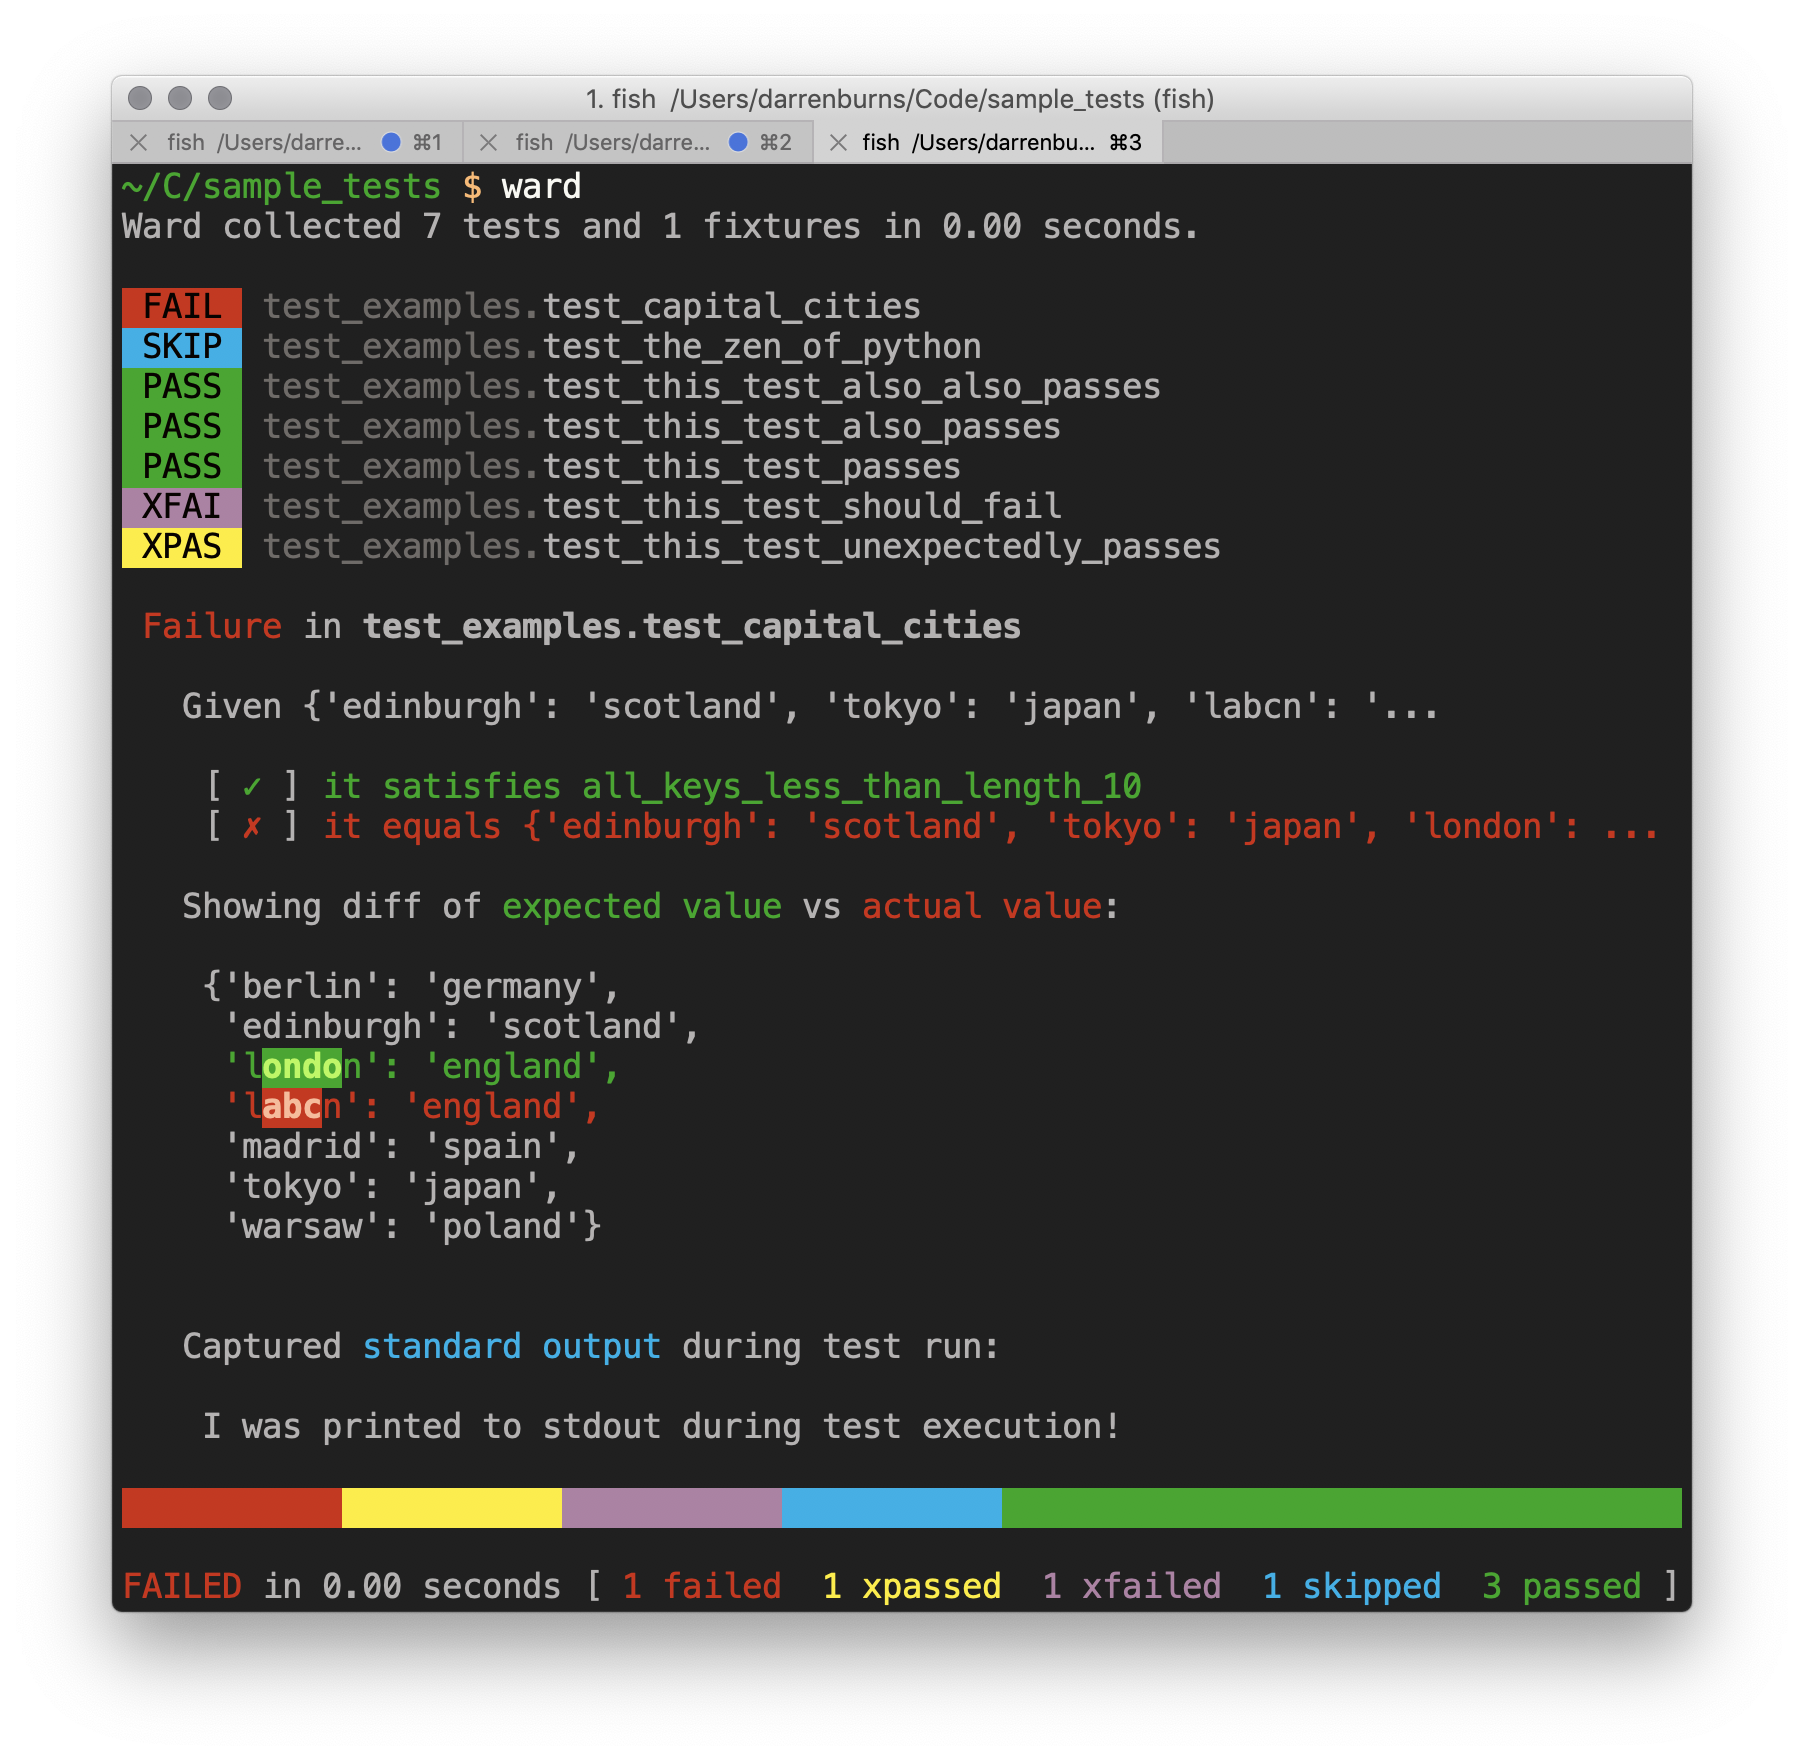 1. fish /Users/darrenburns/Code/sample_tests (fish)
fish /Users/darre... ⌘1 fish /Users/darre... ⌘2 fish /Users/darrenbu... ⌘3
~/C/sample_tests $ ward
Ward collected 7 tests and 1 fixtures in 0.00 seconds.
FAIL test_examples.test_capital_cities
SKIP test_examples.test_the_zen_of_python
PASS test_examples.test_this_test_also_also_passes
PASS test_examples.test_this_test_also_passes
PASS test_examples.test_this_test_passes
XFAI test_examples.test_this_test_should_fail
XPAS test_examples.test_this_test_unexpectedly_passes
Failure in test_examples.test_capital_cities
Given {'edinburgh': 'scotland', 'tokyo': 'japan', 'labcn': '...
[ ✓ ] it satisfies all_keys_less_than_length_10
[ ✗ ] it equals {'edinburgh': 'scotland', 'tokyo': 'japan', 'london': ...
Showing diff of expected value vs actual value:
{'berlin': 'germany',
'edinburgh': 'scotland',
'london': 'england',
'labcn': 'england',
'madrid': 'spain',
'tokyo': 'japan',
'warsaw': 'poland'}
Captured standard output during test run:
I was printed to stdout during test execution!
FAILED in 0.00 seconds [ 1 failed 1 xpassed 1 xfailed 1 skipped 3 passed ]